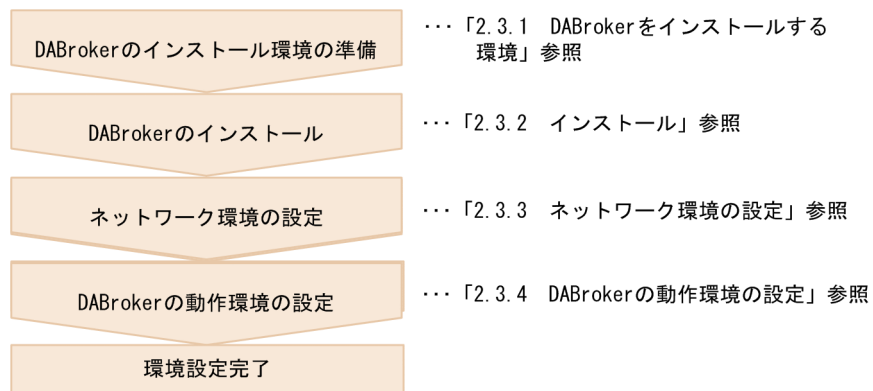 DABrokerのインストール環境の準備 ･･･「2.3.1　DABrokerをインストールする
環境」参照
DABrokerのインストール ･･･「2.3.2　インストール」参照
ネットワーク環境の設定 ･･･「2.3.3　ネットワーク環境の設定」参照
DABrokerの動作環境の設定 ･･･「2.3.4　DABrokerの動作環境の設定」参照
環境設定完了